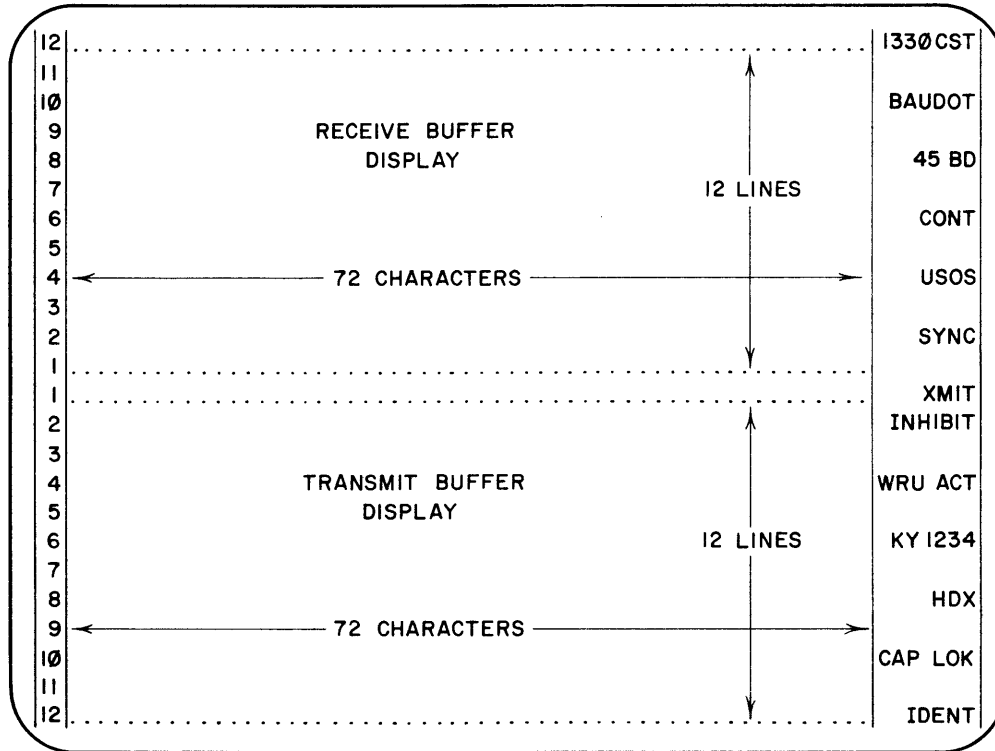 12 1330 CST
11
10 BAUDOT
9 RECEIVE BUFFER
8 DISPLAY 45 BD
7 12 LINES
6 CONT
5
4 72 CHARACTERS USOS
3
2 SYNC
1
1 XMIT
2 INHIBIT
3
4 TRANSMIT BUFFER WRU ACT
5 DISPLAY
6 12 LINES KY 1234
7
8 HDX
9 72 CHARACTERS
10 CAP LOK
11
12 IDENT